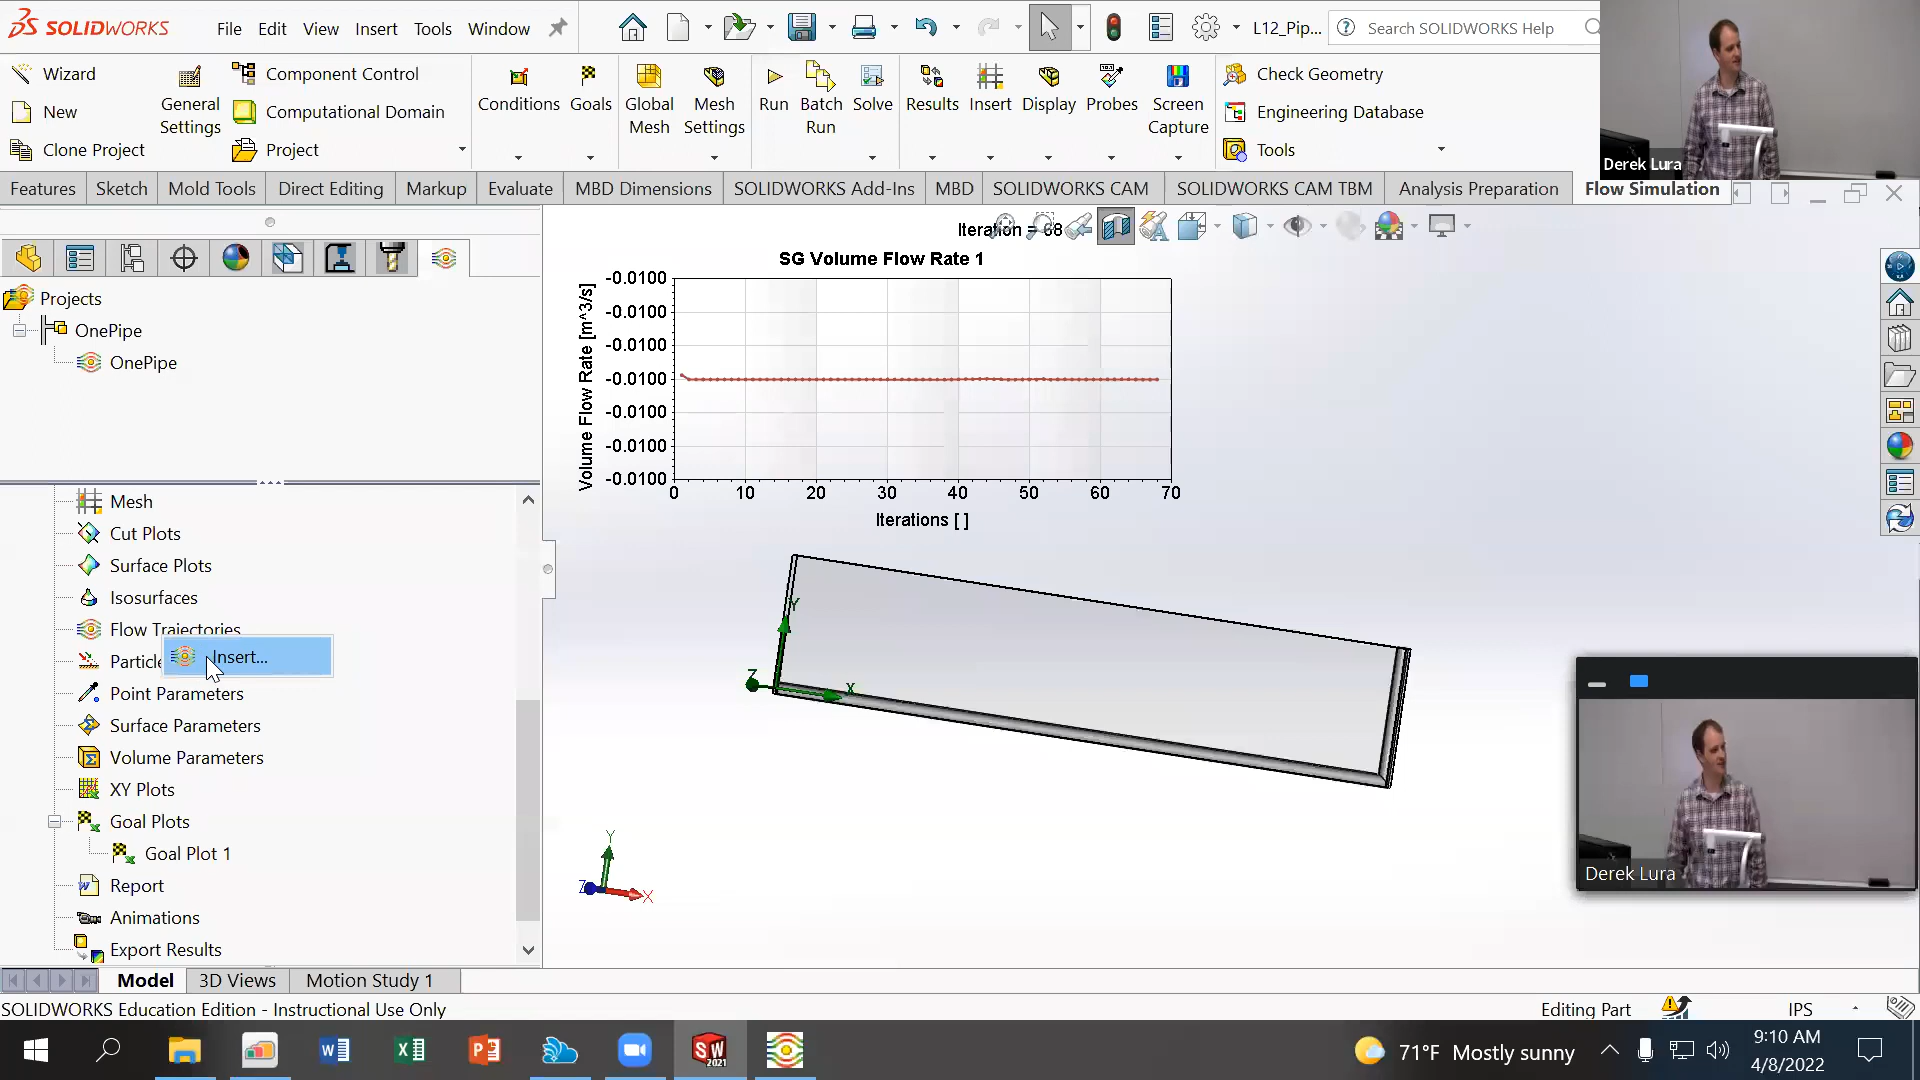 SOLIDWORKS
File Edit View Insert Tools Window
L12_Pip...
Search SOLIDWORKS Help
Wizard
New
Clone Project
General Settings
Component Control
Computational Domain
Project
Conditions
Goals
Global Mesh
Mesh Settings
Run
Batch Run
Solve
Results
Insert
Display
Probes
Screen Capture
Check Geometry
Engineering Database
Tools
Derek Lura
Features Sketch Mold Tools Direct Editing Markup Evaluate MBD Dimensions SOLIDWORKS Add-Ins MBD SOLIDWORKS CAM SOLIDWORKS CAM TBM Analysis Preparation Flow Simulation
Projects
OnePipe
OnePipe
Iteration = 68
SG Volume Flow Rate 1
Volume Flow Rate [m^3/s]
-0.0100
-0.0100
-0.0100
-0.0100
-0.0100
-0.0100
-0.0100
0 10 20 30 40 50 60 70
Iterations [ ]
Mesh
Cut Plots
Surface Plots
Isosurfaces
Flow Trajectories
Insert...
Particle
Point Parameters
Surface Parameters
Volume Parameters
XY Plots
Goal Plots
Goal Plot 1
Report
Animations
Export Results
Y
Z
X
Y
Z
X
Derek Lura
Model 3D Views Motion Study 1
SOLIDWORKS Education Edition - Instructional Use Only
Editing Part
IPS
SW
2021
71°F Mostly sunny
9:10 AM
4/8/2022